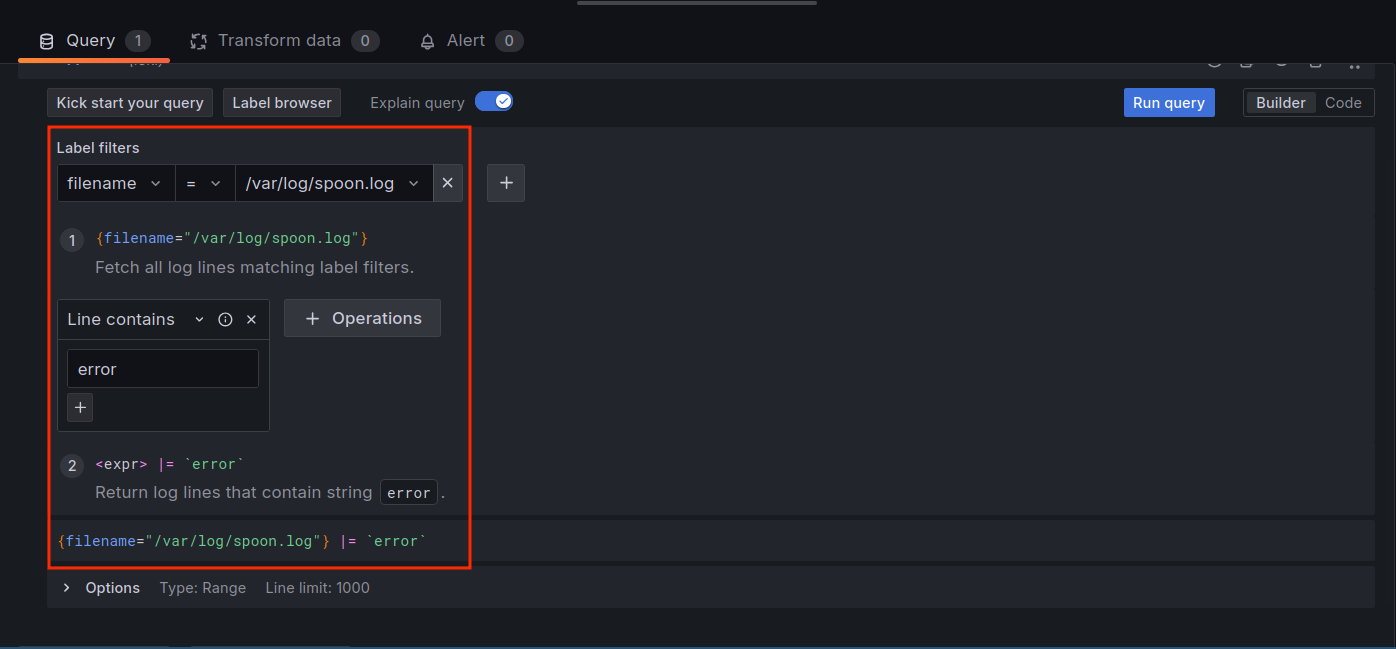 Query 1 Transform data 0 Alert 0
Kick start your query Label browser Explain query Run query Builder Code
Label filters
filename = /var/log/spoon.log
1 {filename="/var/log/spoon.log"}
Fetch all log lines matching label filters.
Line contains + Operations
error
+
2 <expr> |= `error`
Return log lines that contain string error .
{filename="/var/log/spoon.log"} |= `error`
Options Type: Range Line limit: 1000